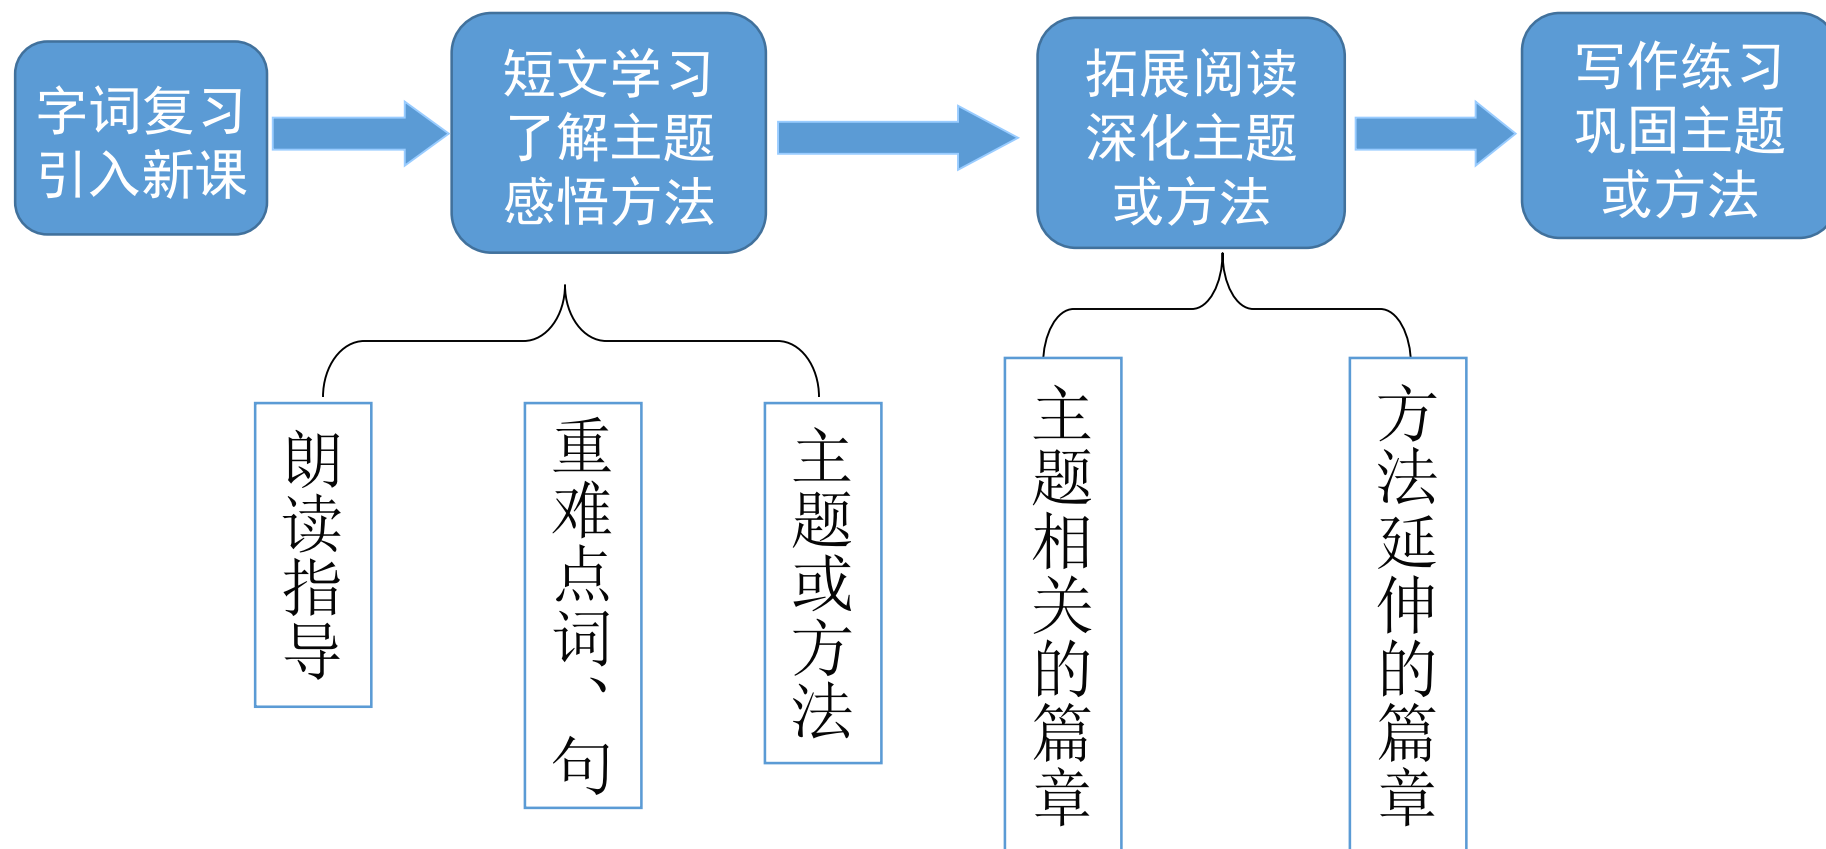 字词复习
引入新课
短文学习
了解主题
感悟方法
拓展阅读
深化主题
或方法
写作练习
巩固主题
或方法
朗读指导
重难点词、句
主题或方法
主题相关的篇章
方法延伸的篇章